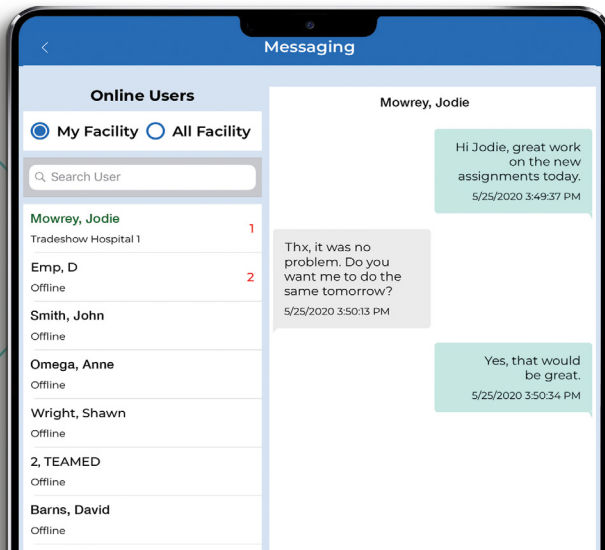 Messaging
Online Users
My Facility
All Facility
Search User
Mowrey, Jodie
1
Tradeshow Hospital 1
Emp, D
2
Offline
Smith, John
Offline
Omega, Anne
Offline
Wright, Shawn
Offline
2, TEAMED
Offline
Barns, David
Offline
Mowrey, Jodie
Hi Jodie, great work
on the new
assignments today.
5/25/2020 3:49:37 PM
Thx, it was no
problem. Do you
want me to do the
same tomorrow?
5/25/2020 3:50:13 PM
Yes, that would
be great.
5/25/2020 3:50:34 PM